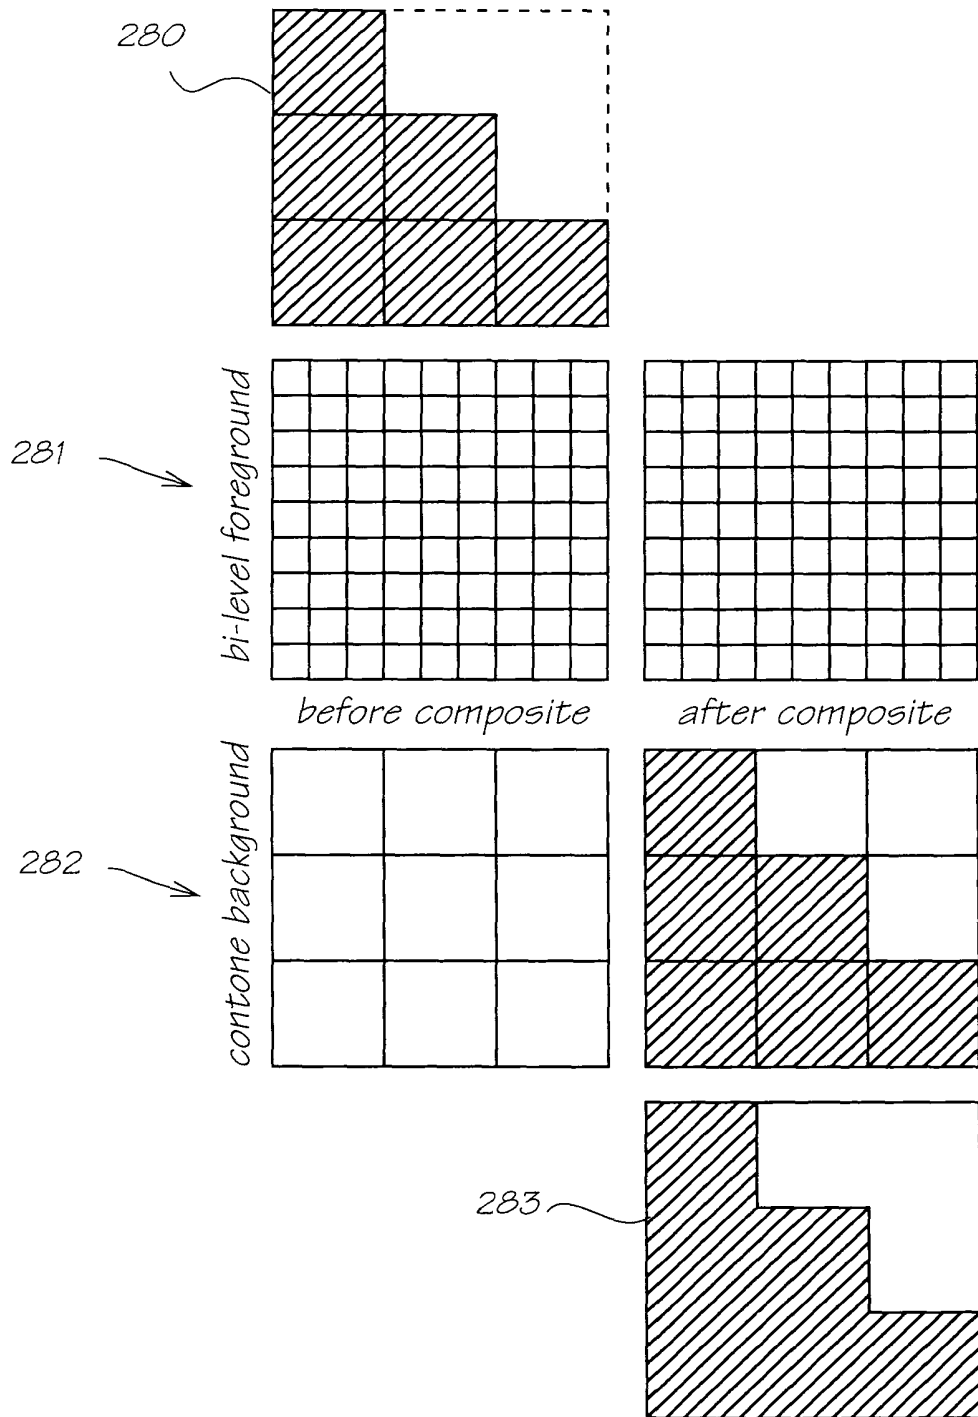 280
281
bi-level foreground
before composite
after composite
282
contone background
283